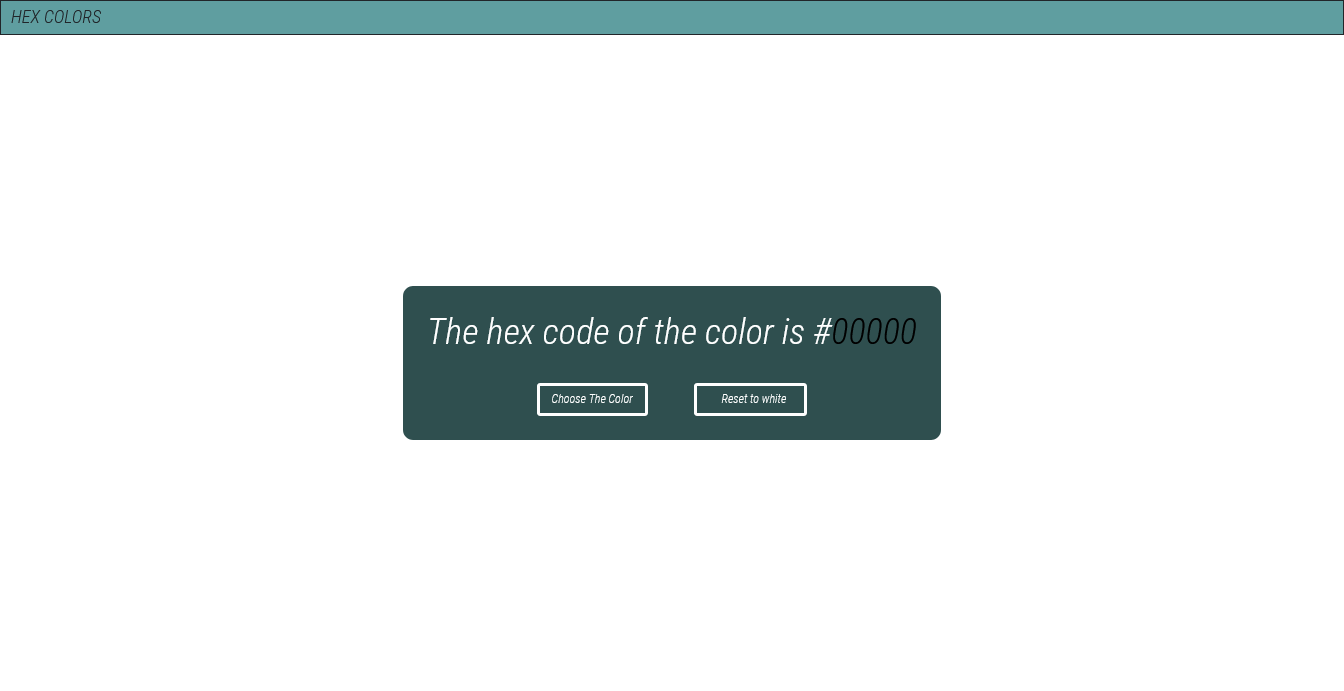 HEX COLORS
The hex code of the color is #00000
Choose The Color
Reset to white